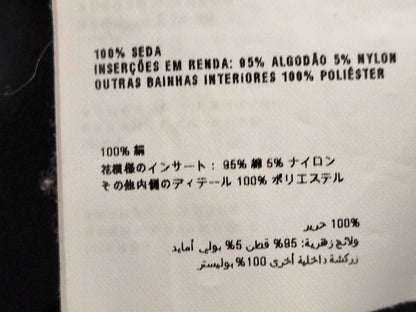 100% SEDA
INSERÇÕES EM RENDA: 95% ALGODÃO 5% NYLON
OUTRAS BAINHAS INTERIORES 100% POLIÉSTER
100% 絹
花模様のインサート: 95% 綿 5% ナイロン
その他内側のディテール 100% ポリエステル
100% حرير
ولائج زهرية: 95% قطن 5% بولي أمايد
زركشة داخلية أخرى 100% بوليستر